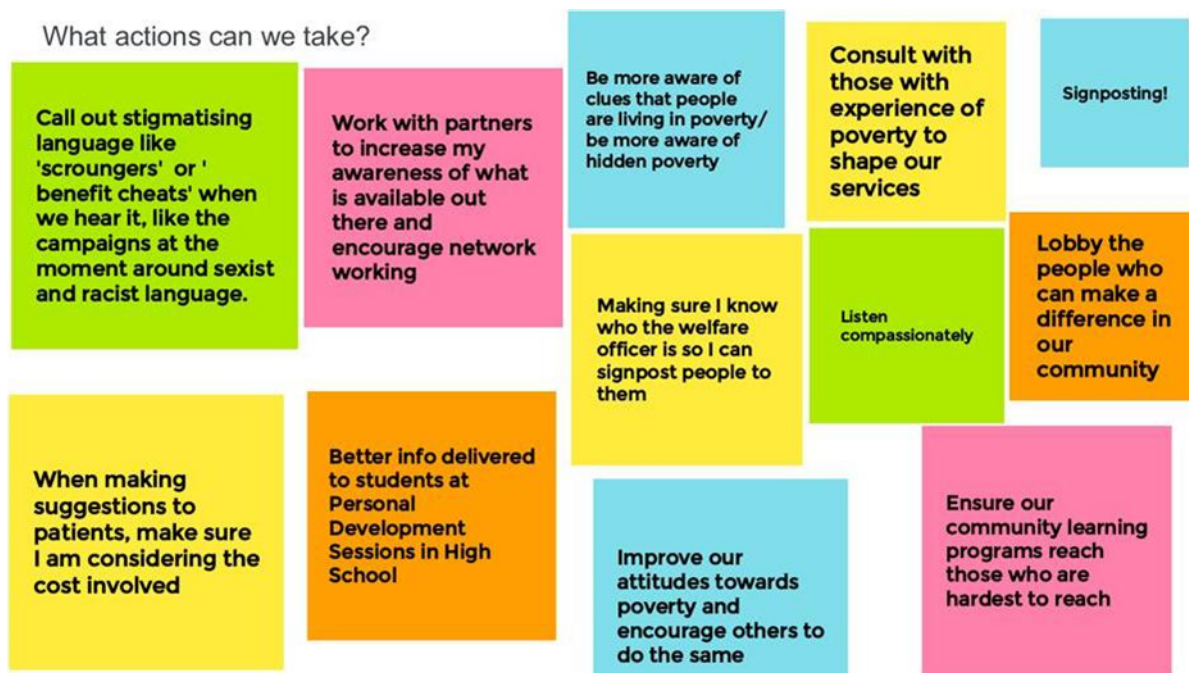 What actions can we take?
Call out stigmatising
language like
'scroungers' or '
benefit cheats' when
we hear it, like the
campaigns at the
moment around sexist
and racist language.
Work with partners
to increase my
awareness of what
is available out
there and
encourage network
working
Be more aware of
clues that people
are living in poverty/
be more aware of
hidden poverty
Consult with
those with
experience of
poverty to
shape our
services
Signposting!
Making sure I know
who the welfare
officer is so I can
signpost people to
them
Listen
compassionately
Lobby the
people who
can make a
difference in
our
community
When making
suggestions to
patients, make sure
I am considering the
cost involved
Better info delivered
to students at
Personal
Development
Sessions in High
School
Improve our
attitudes towards
poverty and
encourage others to
do the same
Ensure our
community learning
programs reach
those who are
hardest to reach